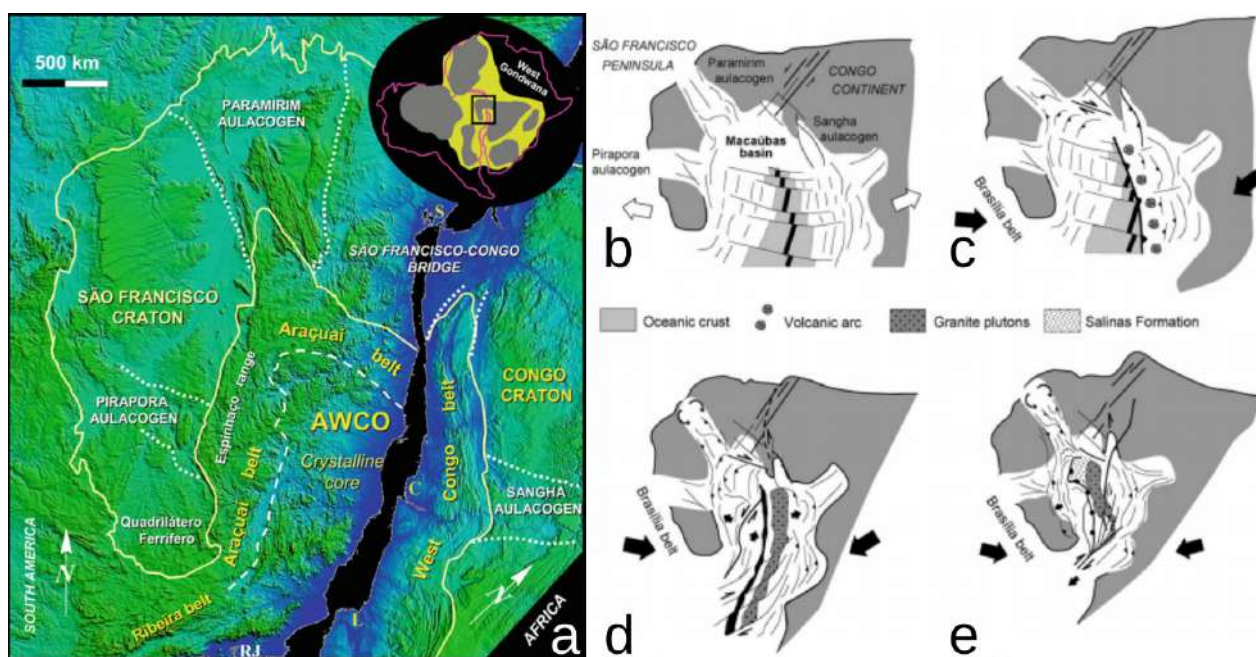 500 km
West
Gondwana
PARAMIRIM
AULACOGEN
S
SÃO FRANCISCO-CONGO
BRIDGE
SÃO FRANCISCO
CRATON
Araçuaí
belt
PIRAPORA
AULACOGEN
Espinhaço range
AWCO
Crystalline
core
belt
Congo
West
CONGO
CRATON
C
SANGHA
AULACOGEN
Araçuaí
belt
Quadrilátero
Ferrífero
SOUTH AMERICA
N
Ribeira belt
RJ
L
N
AFRICA
a
SÃO FRANCISCO
PENINSULA
Paramirim
aulacogen
CONGO
CONTINENT
Sangha
aulacogen
Macaúbas
basin
Pirapora
aulacogen
b
Brasília belt
c
Oceanic crust
Volcanic arc
Granite plutons
Salinas Formation
Brasília belt
d
Brasília belt
e